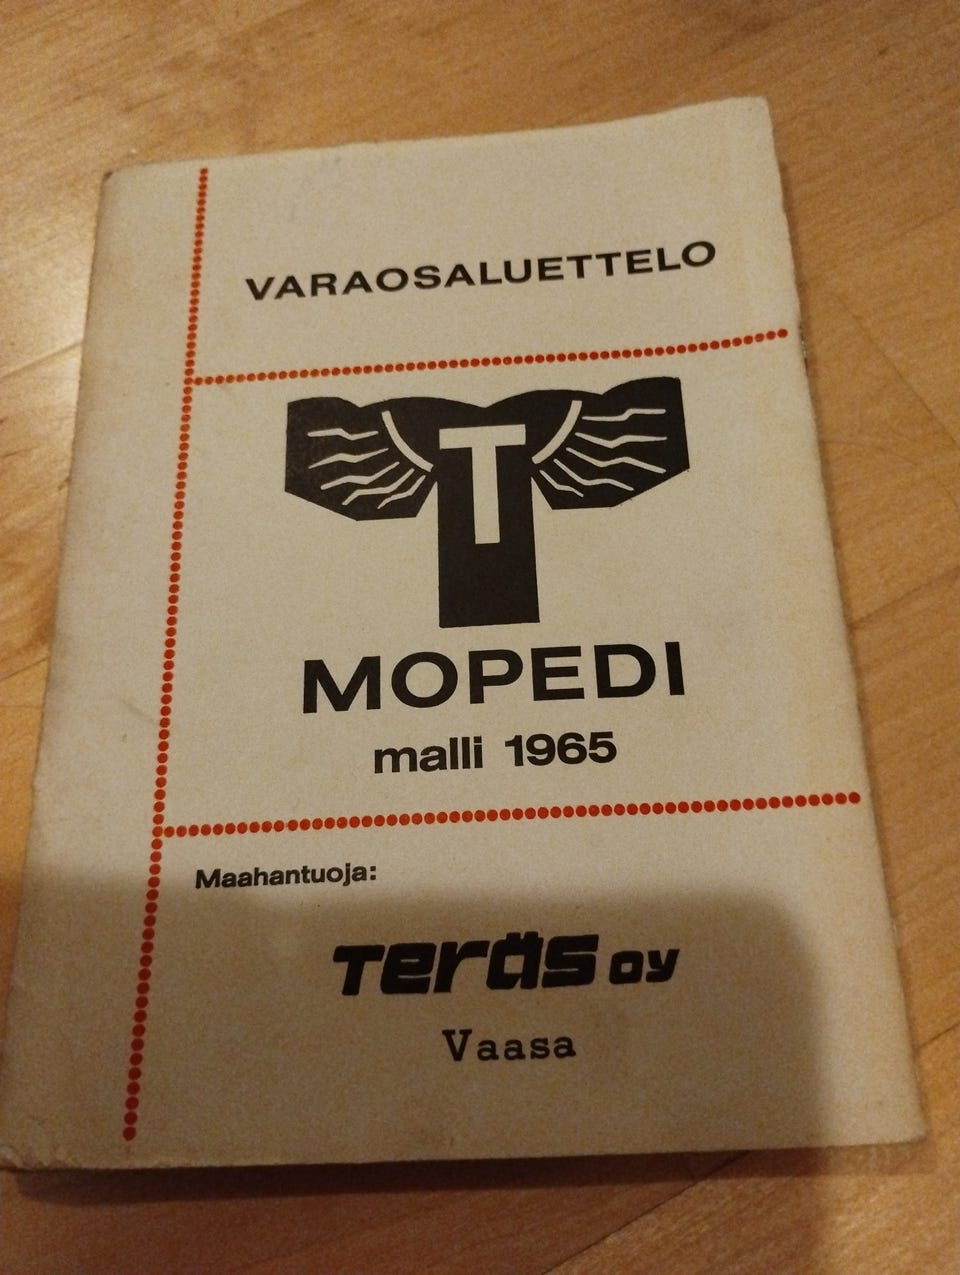 VARAOSALUETTELO
T
MOPEDI
malli 1965
Maahantuoja:
Teräs oy
Vaasa